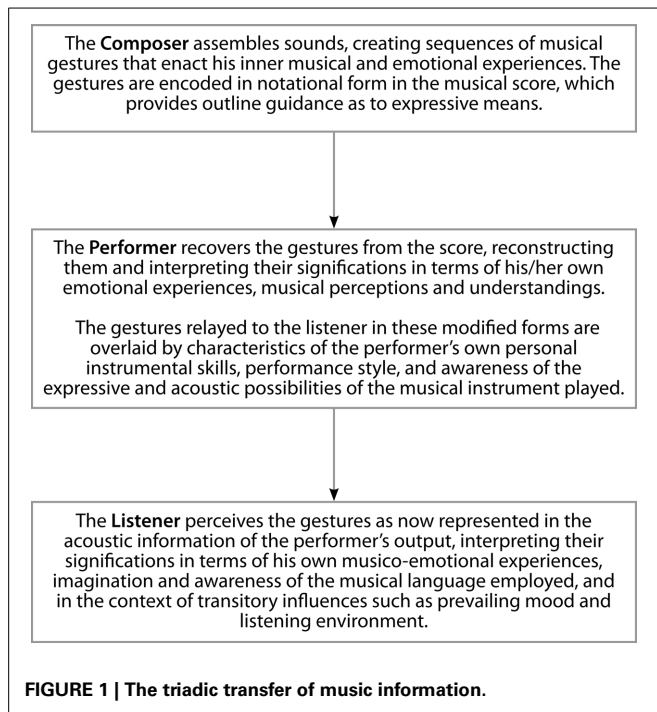 The Composer assembles sounds, creating sequences of musical
gestures that enact his inner musical and emotional experiences. The
gestures are encoded in notational form in the musical score, which
provides outline guidance as to expressive means.
The Performer recovers the gestures from the score, reconstructing
them and interpreting their significations in terms of his/her own
emotional experiences, musical perceptions and understandings.
The gestures relayed to the listener in these modified forms are
overlaid by characteristics of the performer's own personal
instrumental skills, performance style, and awareness of the
expressive and acoustic possibilities of the musical instrument played.
The Listener perceives the gestures as now represented in the
acoustic information of the performer's output, interpreting their
significations in terms of his own musico-emotional experiences,
imagination and awareness of the musical language employed, and
in the context of transitory influences such as prevailing mood and
listening environment.
FIGURE 1 | The triadic transfer of music information.